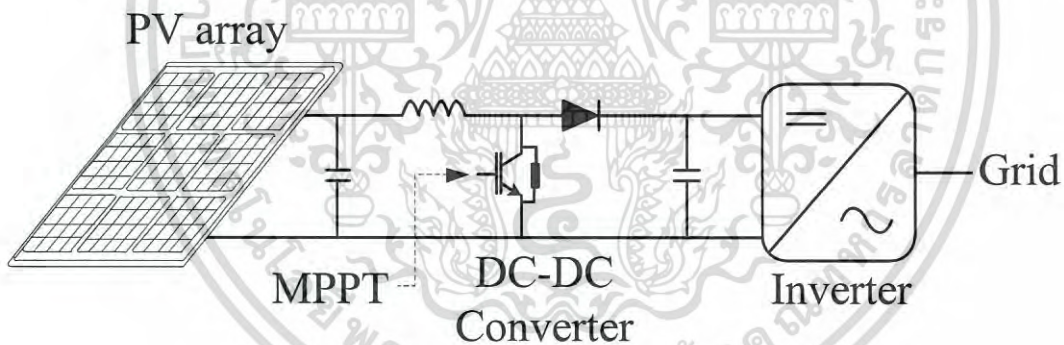 PV array
Grid
MPPT
DC-DC
Converter
Inverter